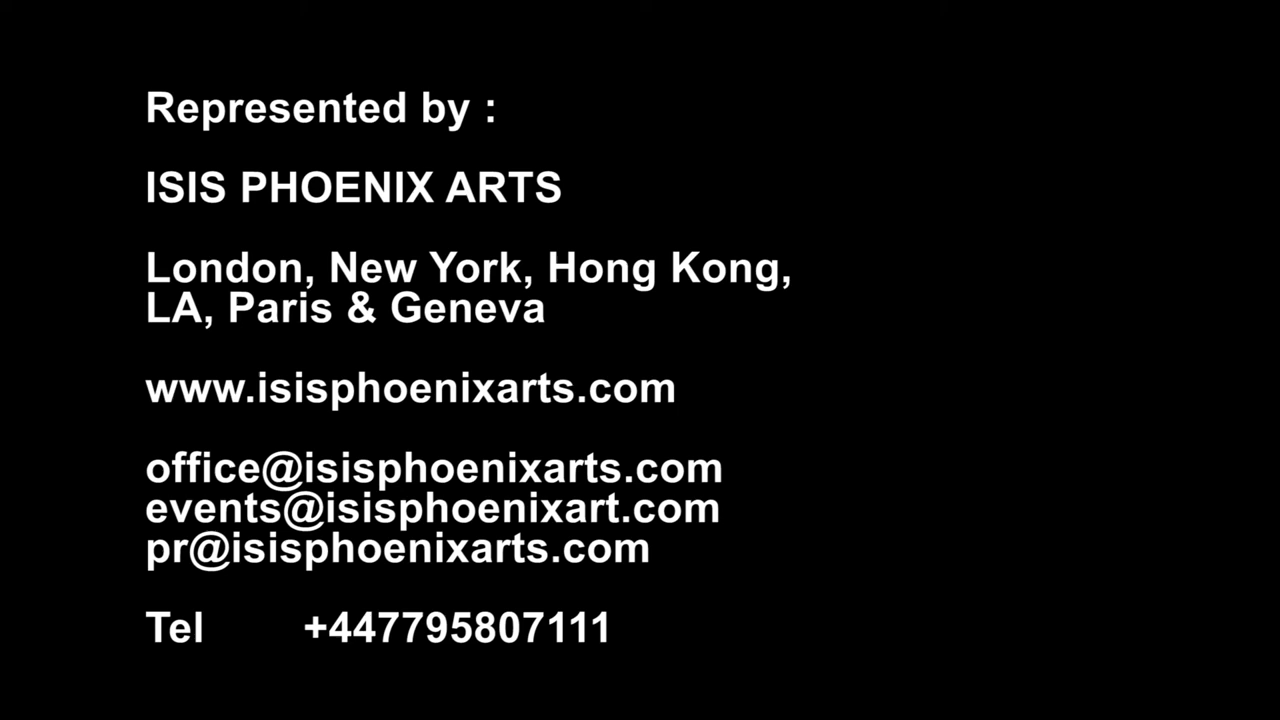 Represented by :
ISIS PHOENIX ARTS
London, New York, Hong Kong,
LA, Paris & Geneva
www.isisphoenixarts.com
office@isisphoenixarts.com
events@isisphoenixart.com
pr@isisphoenixarts.com
Tel +447795807111